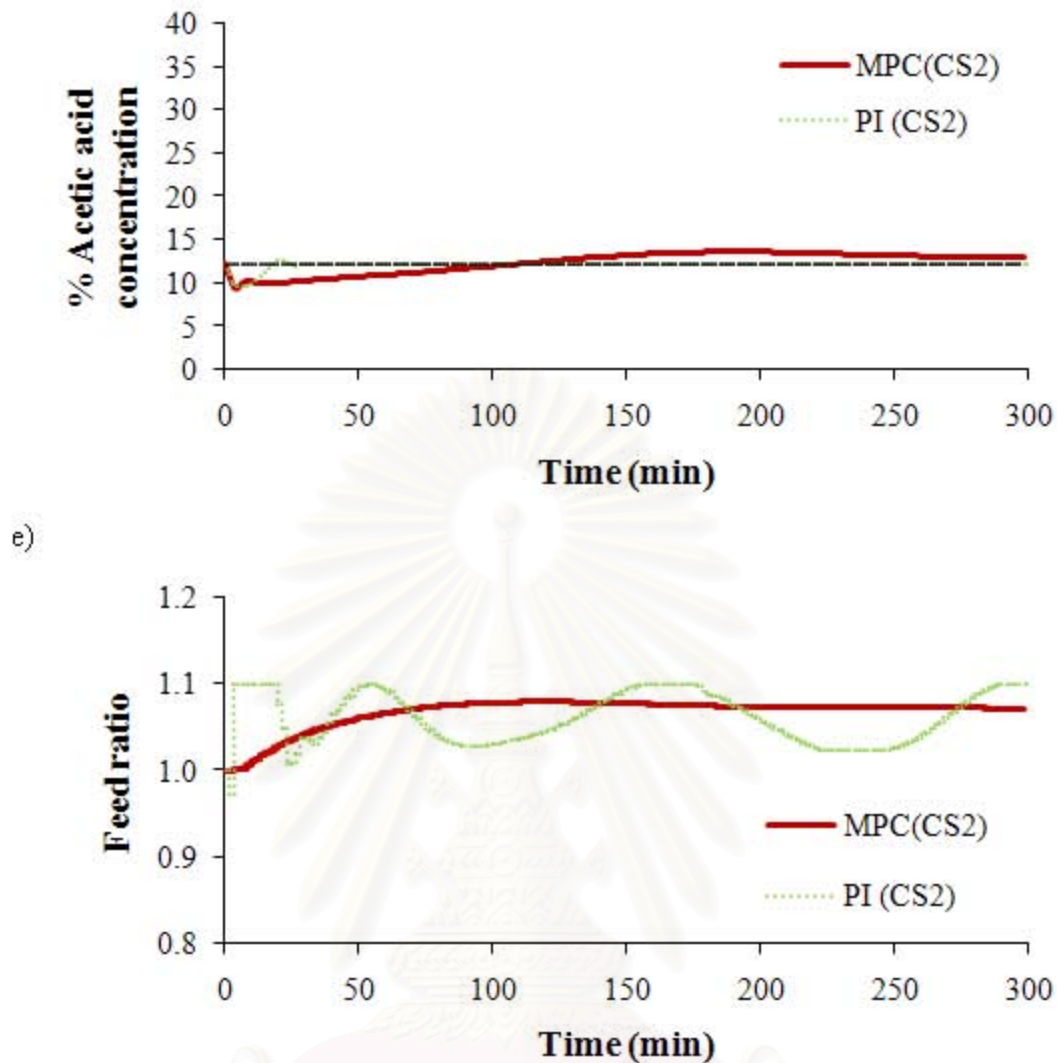 40
35
30
25
20
15
10
5
0
% Acetic acid
concentration
MPC(CS2)
PI (CS2)
0 50 100 150 200 250 300
Time (min)
e)
1.2
1.1
1.0
0.9
0.8
Feed ratio
MPC(CS2)
PI (CS2)
0 50 100 150 200 250 300
Time (min)